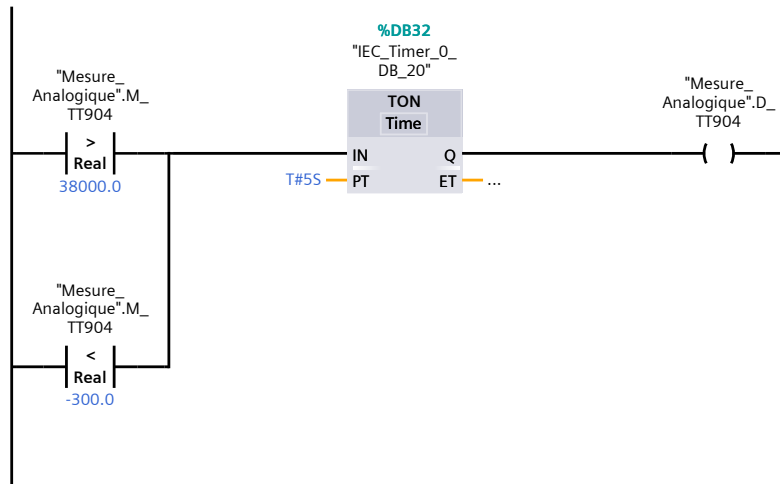 %DB32
"IEC_Timer_0_
DB_20"
"Mesure_
Analogique".M_
TT904
"Mesure_
Analogique".D_
TT904
TON
Time
>
Real
38000.0
IN
Q
T#5S
PT
ET
...
"Mesure_
Analogique".M_
TT904
<
Real
-300.0